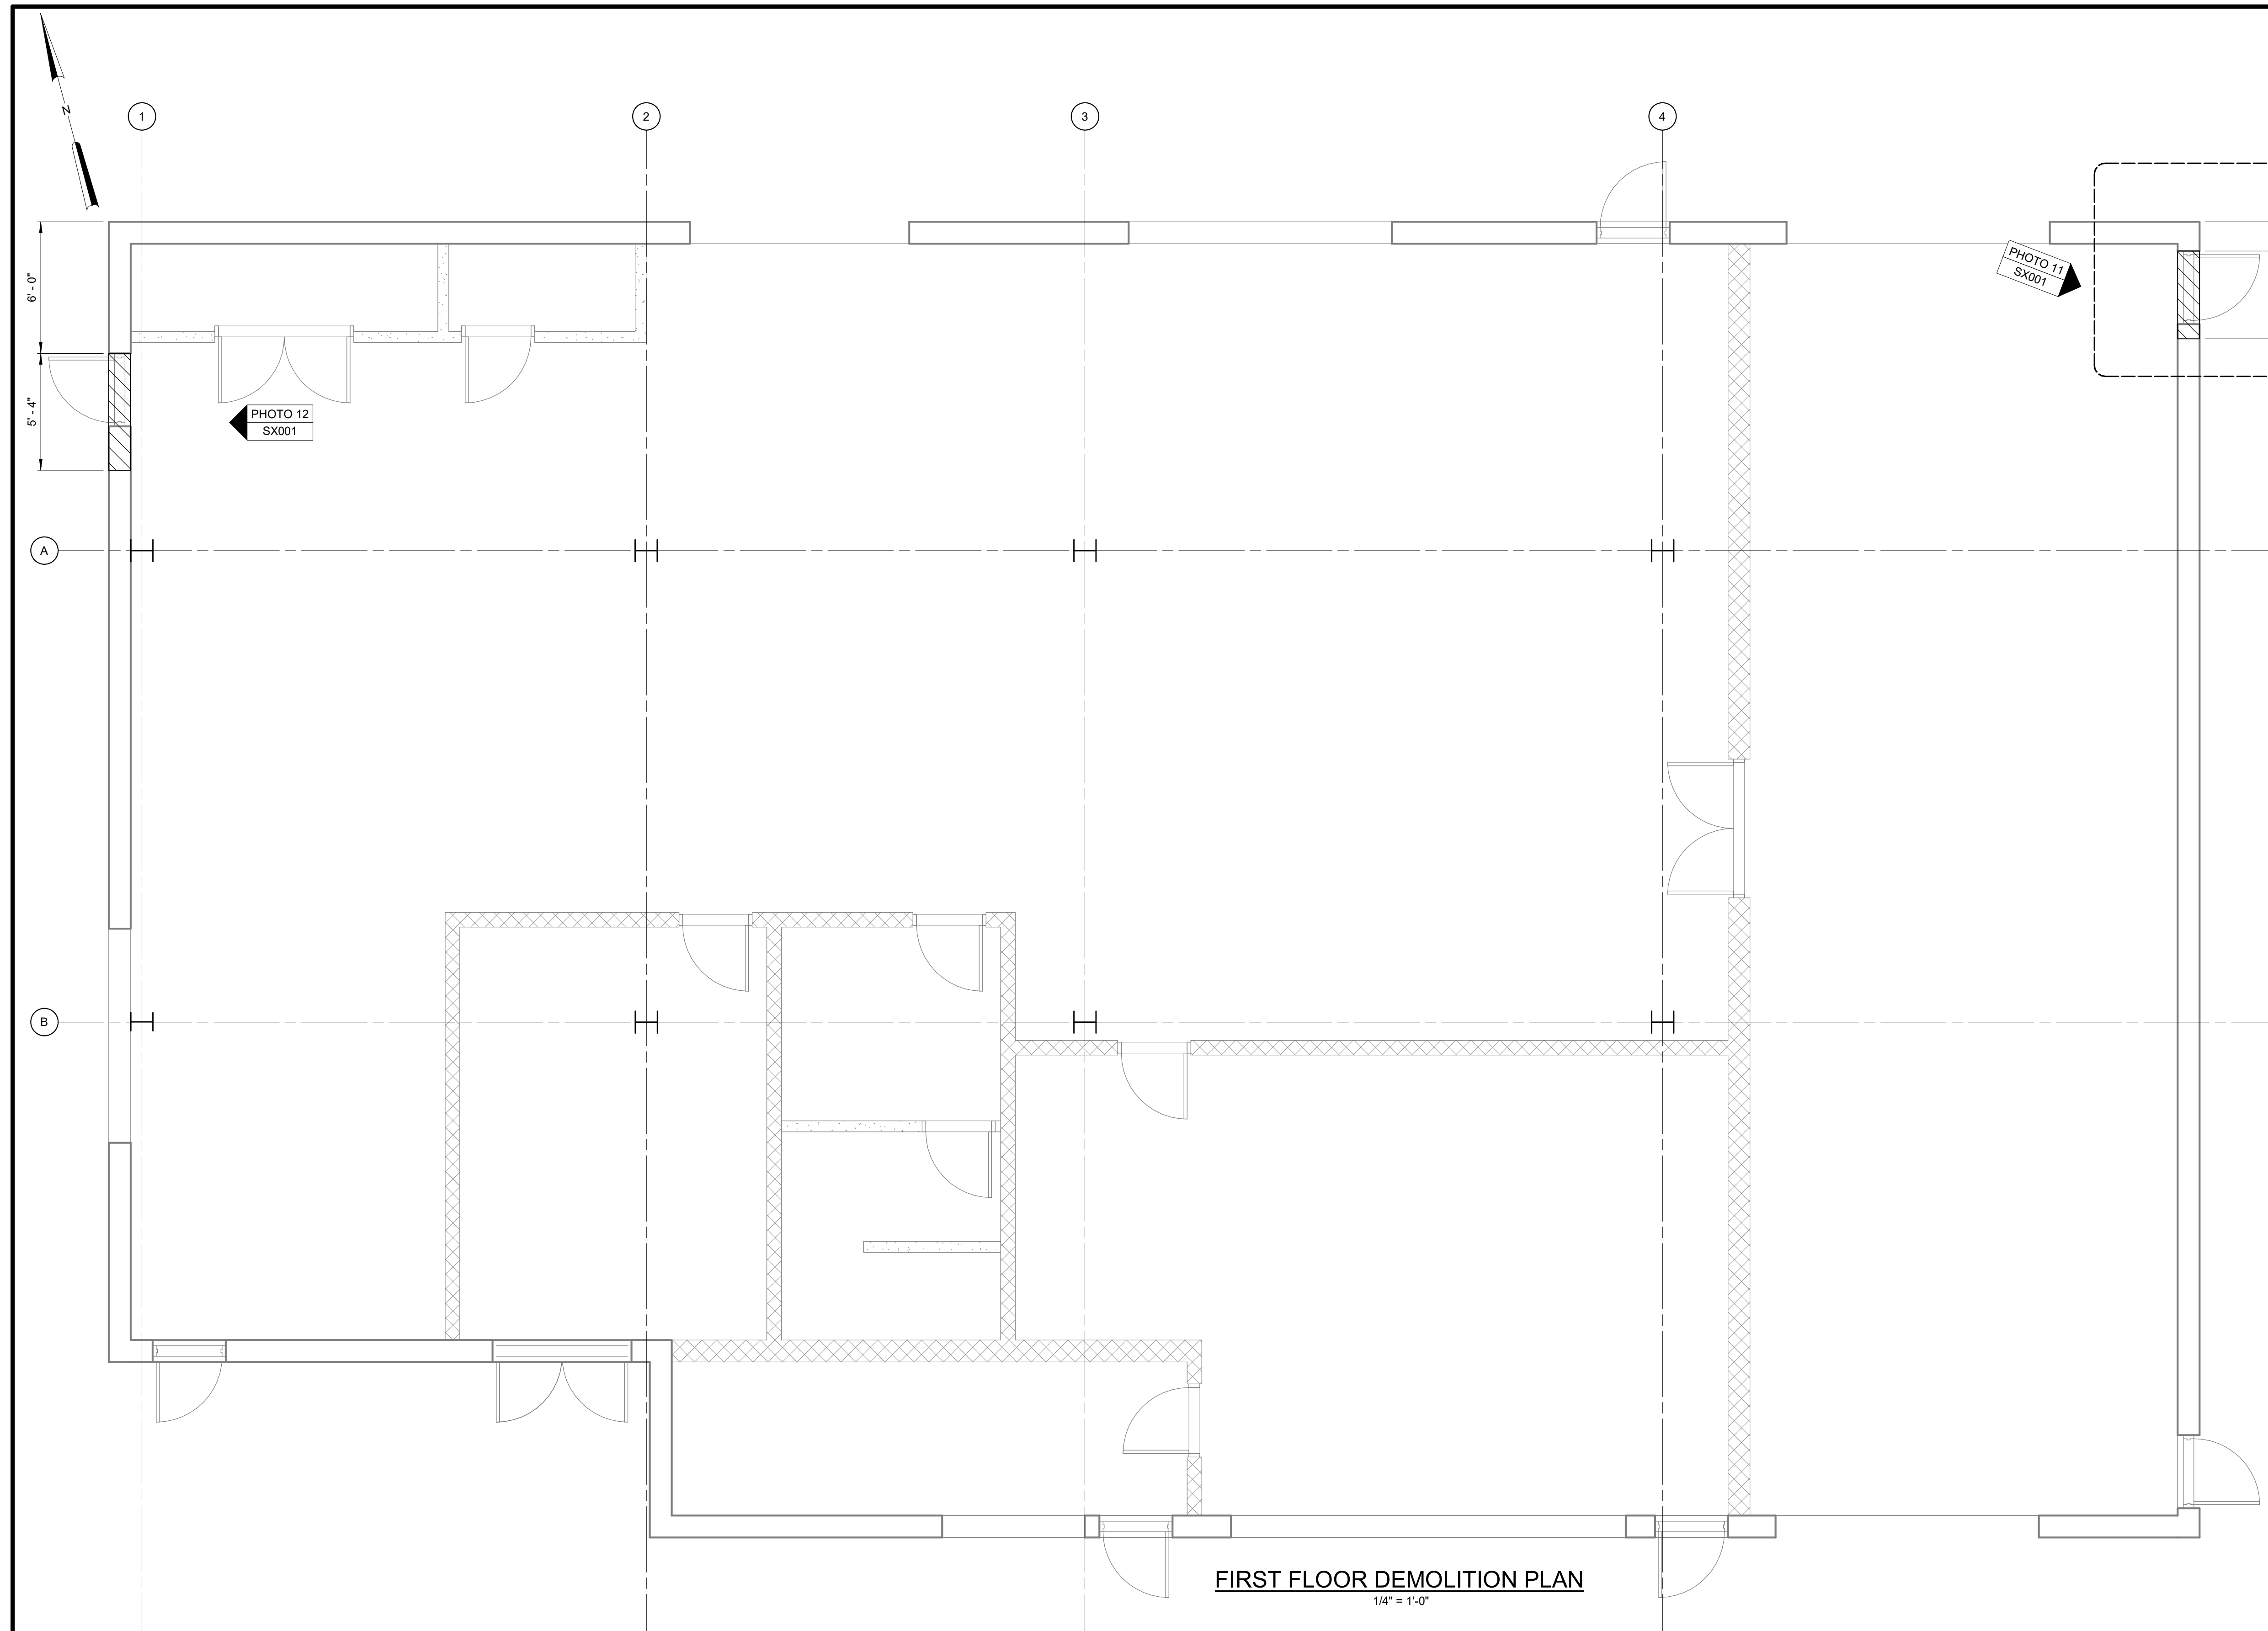 N
1
2
3
4
6' - 0"
5' - 4"
PHOTO 11
SX001
PHOTO 12
SX001
A
B
FIRST FLOOR DEMOLITION PLAN
1/4" = 1'-0"